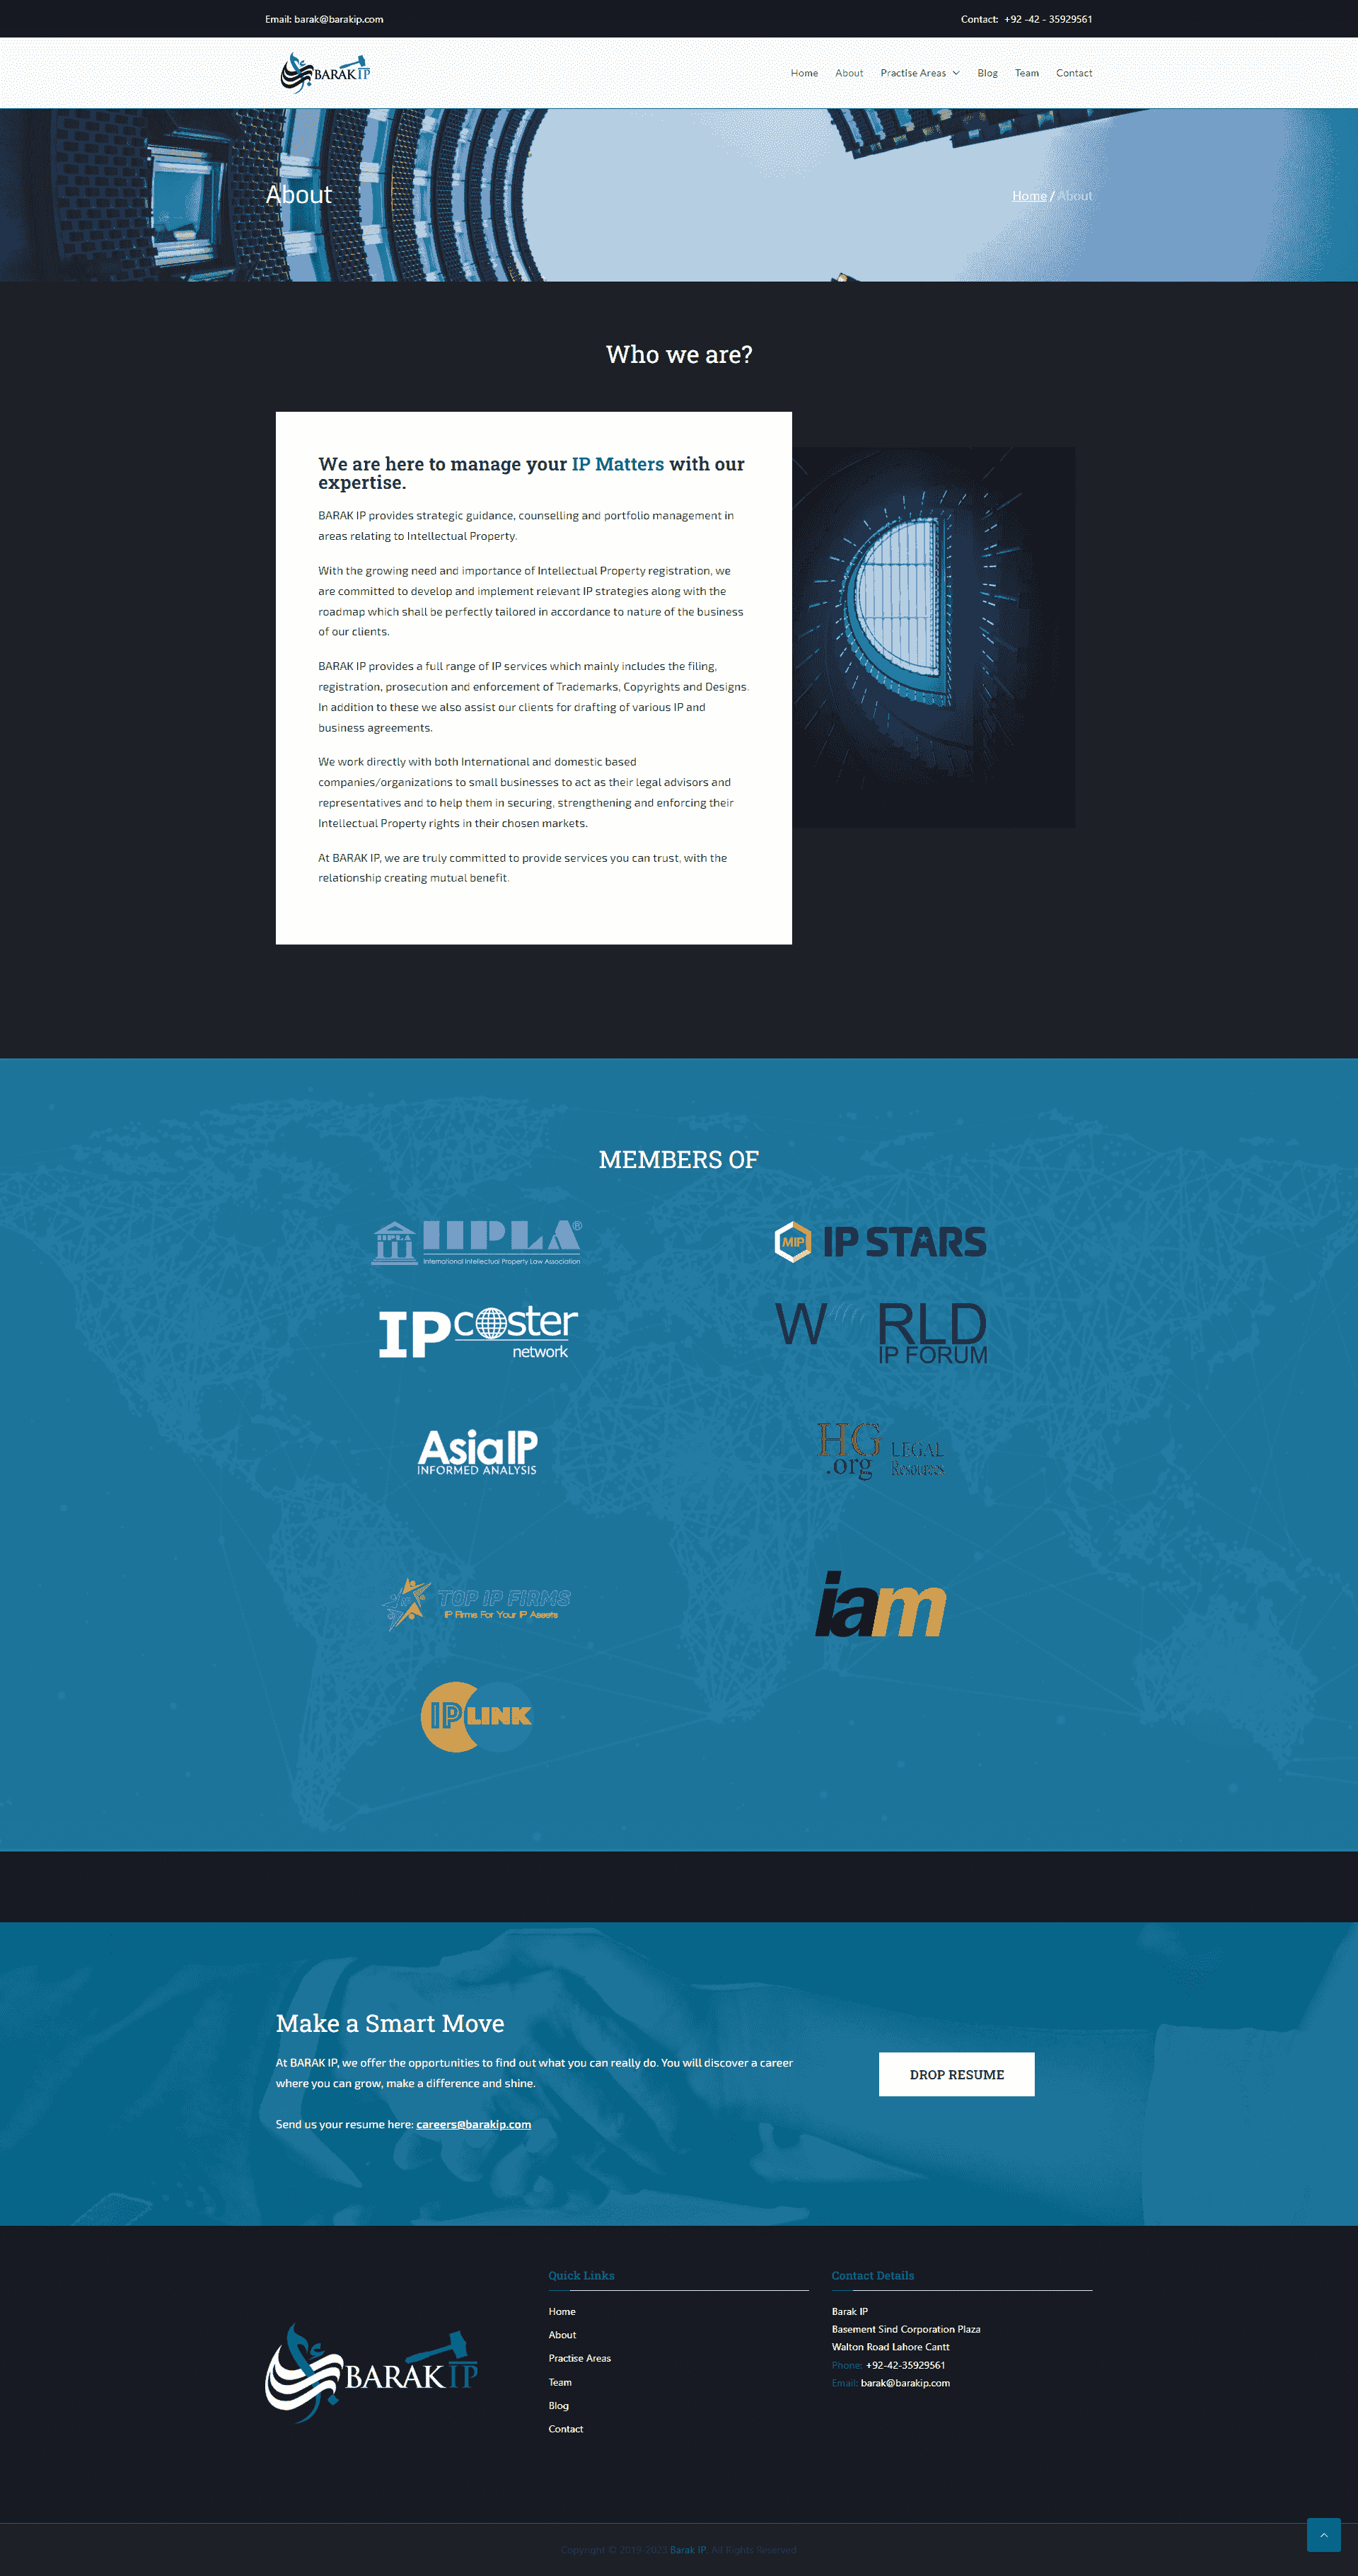 Email: barak@barakip.com
Contact: +92 -42 - 35929561
BARAK IP
Home About Practise Areas Blog Team Contact
About
Home / About
Who we are?
We are here to manage your IP Matters with our
expertise.
BARAK IP provides strategic guidance, counselling and portfolio management in
areas relating to Intellectual Property.
With the growing need and importance of Intellectual Property registration, we
are committed to develop and implement relevant IP strategies along with the
roadmap which shall be perfectly tailored in accordance to nature of the business
of our clients.
BARAK IP provides a full range of IP services which mainly includes the filing,
registration, prosecution and enforcement of Trademarks, Copyrights and Designs.
In addition to these we also assist our clients for drafting of various IP and
business agreements.
We work directly with both International and domestic based
companies/organizations to small businesses to act as their legal advisors and
representatives and to help them in securing, strengthening and enforcing their
Intellectual Property rights in their chosen markets.
At BARAK IP, we are truly committed to provide services you can trust, with the
relationship creating mutual benefit.
MEMBERS OF
IIPLA IIPLA®
International Intellectual Property Law Association
MIP IP STARS
IPcoster
network
W RLD
IP FORUM
AsiaIP
INFORMED ANALYSIS
HG
.org
LEGAL
Resources
TOP IP FIRMS
IP Firms For Your IP Assets
iam
IP LINK
Make a Smart Move
At BARAK IP, we offer the opportunities to find out what you can really do. You will discover a career
where you can grow, make a difference and shine.
Send us your resume here: careers@barakip.com
DROP RESUME
BARAK IP
Quick Links
Home
About
Practise Areas
Team
Blog
Contact
Contact Details
Barak IP
Basement Sind Corporation Plaza
Walton Road Lahore Cantt
Phone: +92-42-35929561
Email: barak@barakip.com
Copyright © 2019-2023 Barak IP. All Rights Reserved